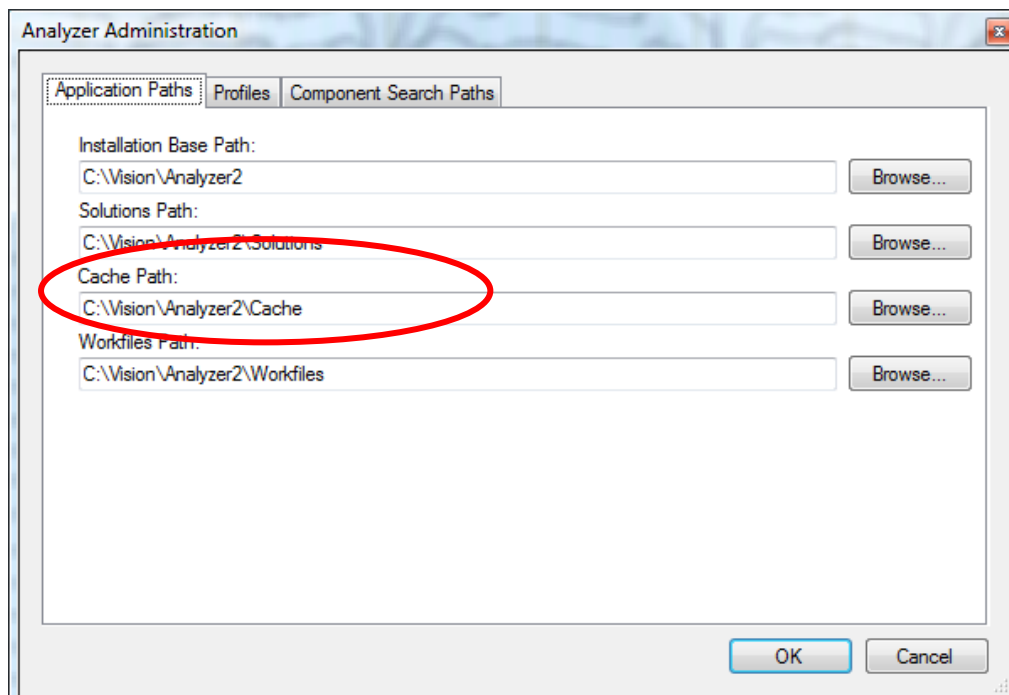 Analyzer Administration
Application Paths Profiles Component Search Paths
Installation Base Path:
C:\Vision\Analyzer2 Browse...
Solutions Path:
C:\Vision\Analyzer2\Solutions Browse...
Cache Path:
C:\Vision\Analyzer2\Cache Browse...
Workfiles Path:
C:\Vision\Analyzer2\Workfiles Browse...
OK Cancel